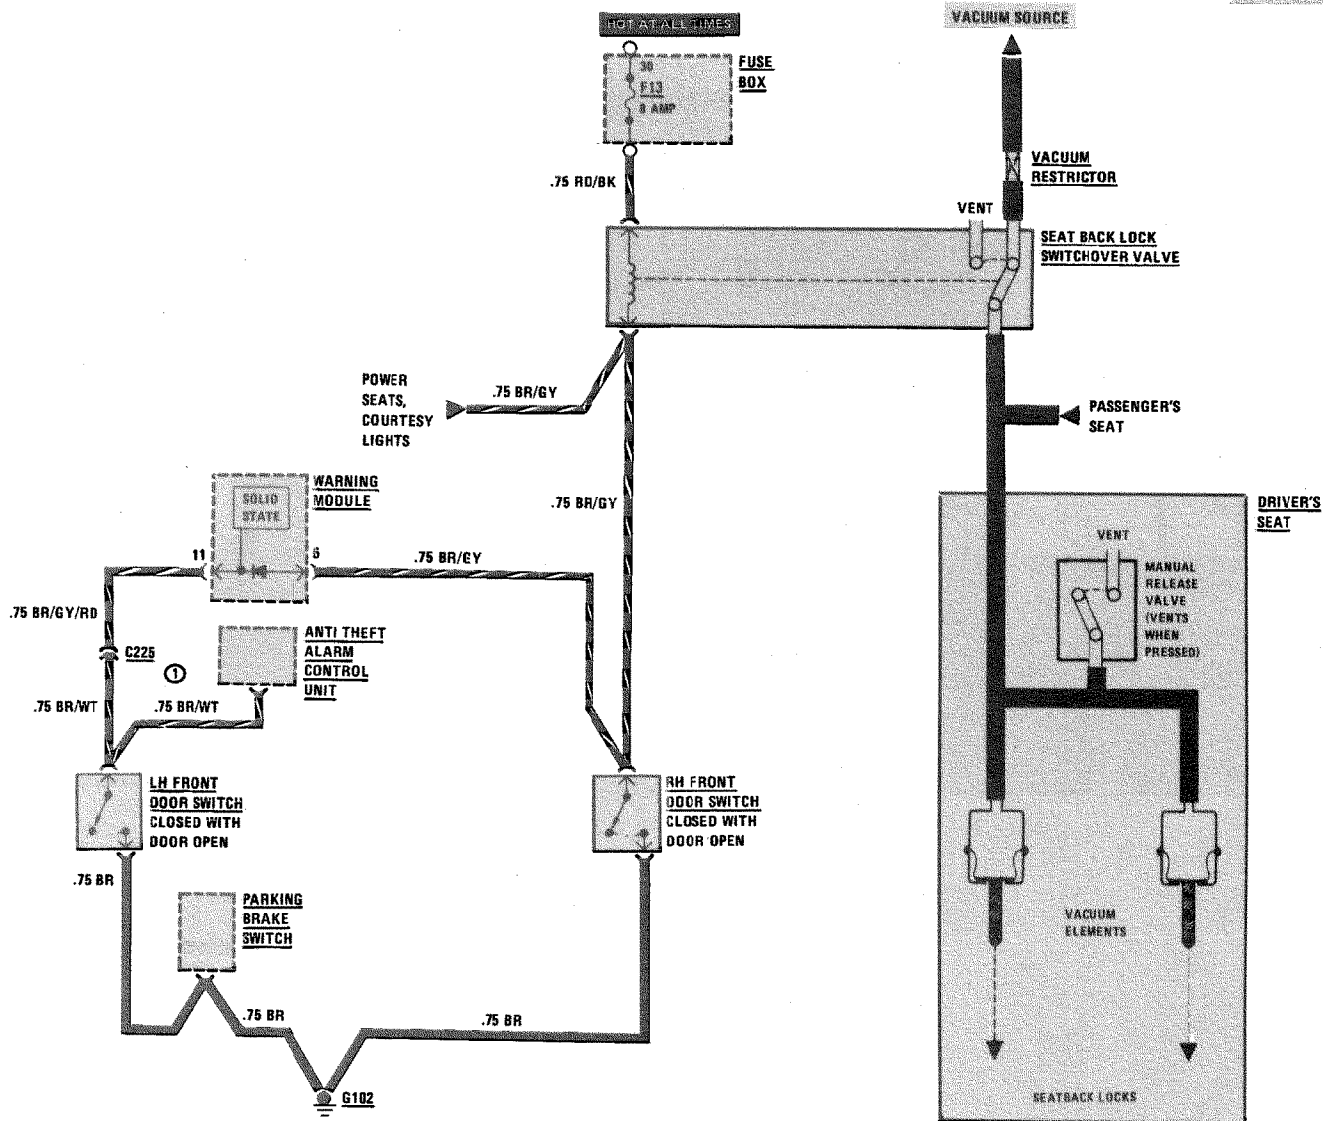 HOT AT ALL TIMES
VACUUM SOURCE
30
F13
8 AMP
FUSE
BOX
.75 RD/BK
VACUUM
RESTRICTOR
VENT
SEAT BACK LOCK
SWITCHOVER VALVE
POWER
SEATS,
COURTESY
LIGHTS
.75 BR/GY
PASSENGER'S
SEAT
.75 BR/GY
WARNING
MODULE
SOLID
STATE
11
6
.75 BR/GY
DRIVER'S
SEAT
VENT
MANUAL
RELEASE
VALVE
(VENTS
WHEN
PRESSED)
.75 BR/GY/RD
C225
1
ANTI THEFT
ALARM
CONTROL
UNIT
.75 BR/WT
.75 BR/WT
LH FRONT
DOOR SWITCH
CLOSED WITH
DOOR OPEN
RH FRONT
DOOR SWITCH
CLOSED WITH
DOOR OPEN
.75 BR
PARKING
BRAKE
SWITCH
VACUUM
ELEMENTS
.75 BR
.75 BR
G102
SEATBACK LOCKS